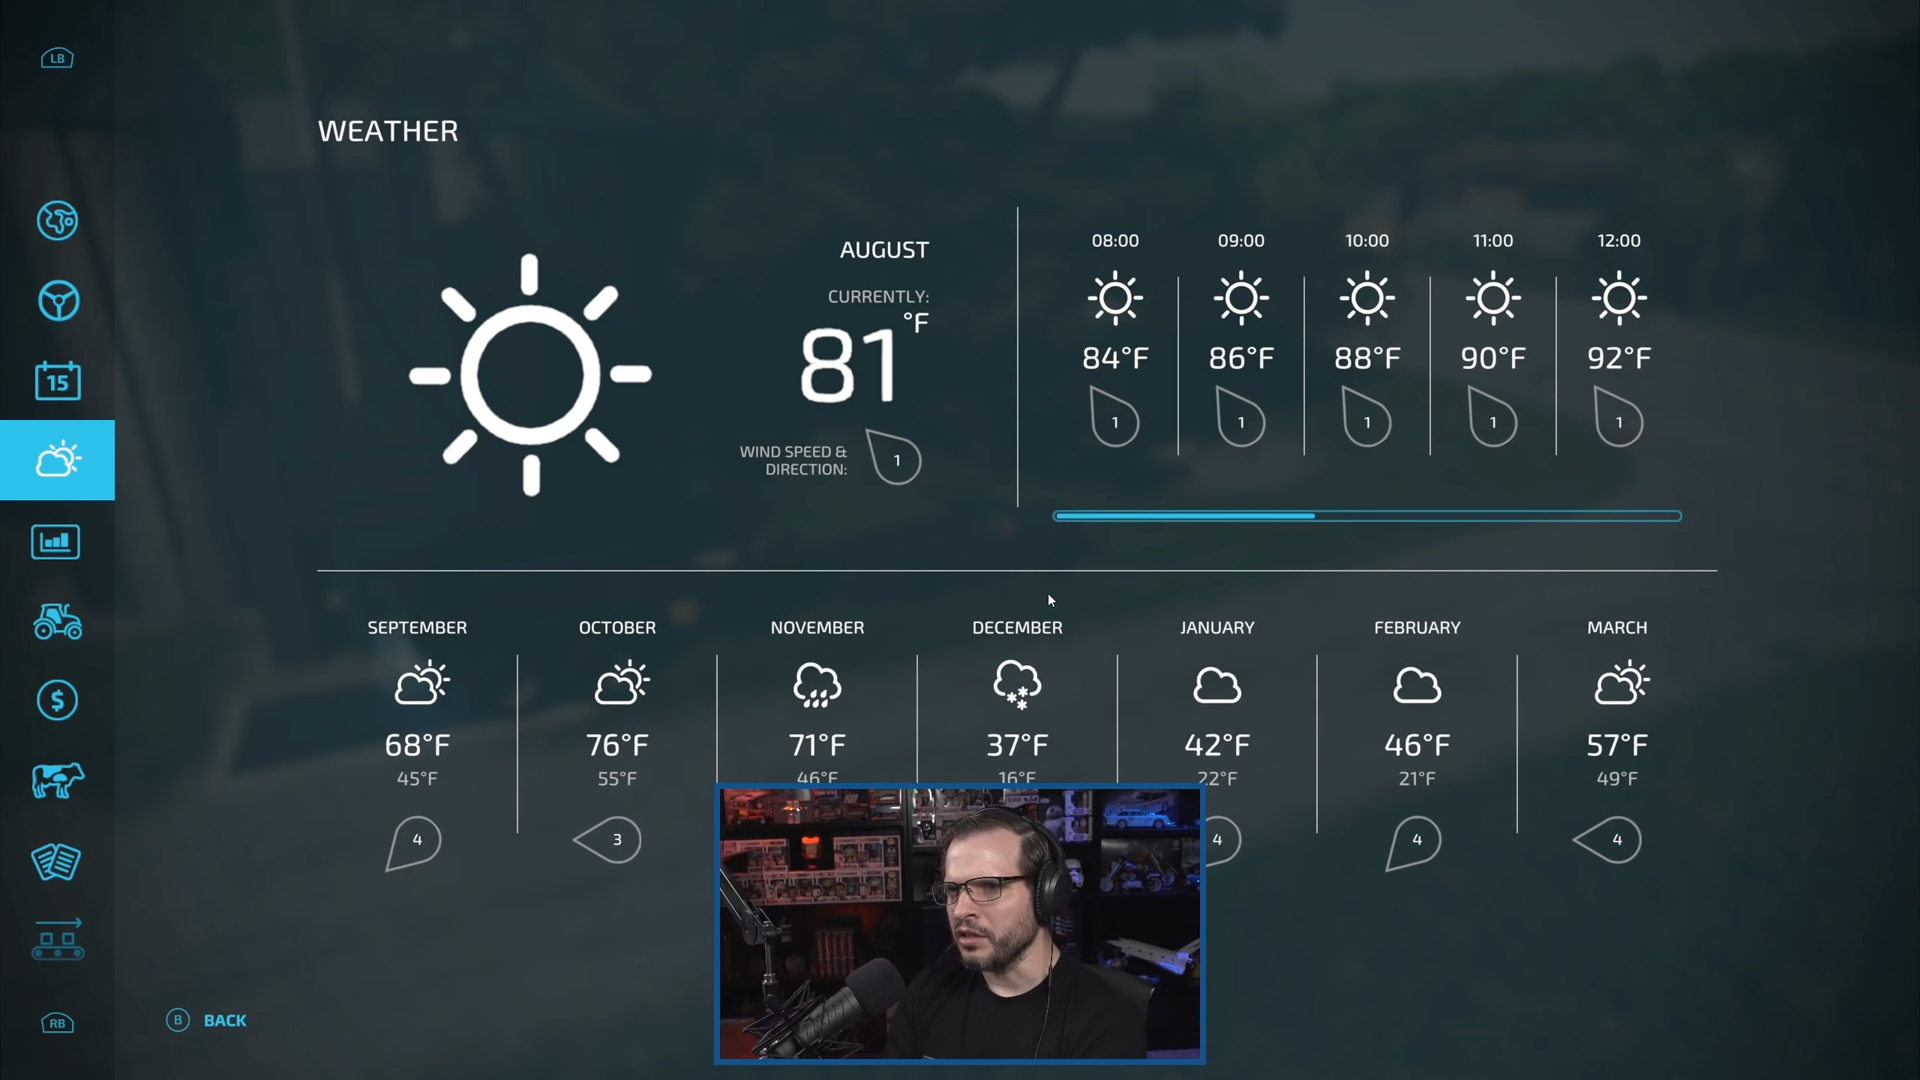 LB
WEATHER
AUGUST
CURRENTLY:
81 °F
WIND SPEED &
DIRECTION:
1
08:00 09:00 10:00 11:00 12:00
84°F 86°F 88°F 90°F 92°F
1 1 1 1 1
15
$
SEPTEMBER OCTOBER NOVEMBER DECEMBER JANUARY FEBRUARY MARCH
68°F 76°F 71°F 37°F 42°F 46°F 57°F
45°F 55°F 46°F 16°F 22°F 21°F 49°F
4 3 4 4 4
RB
B BACK